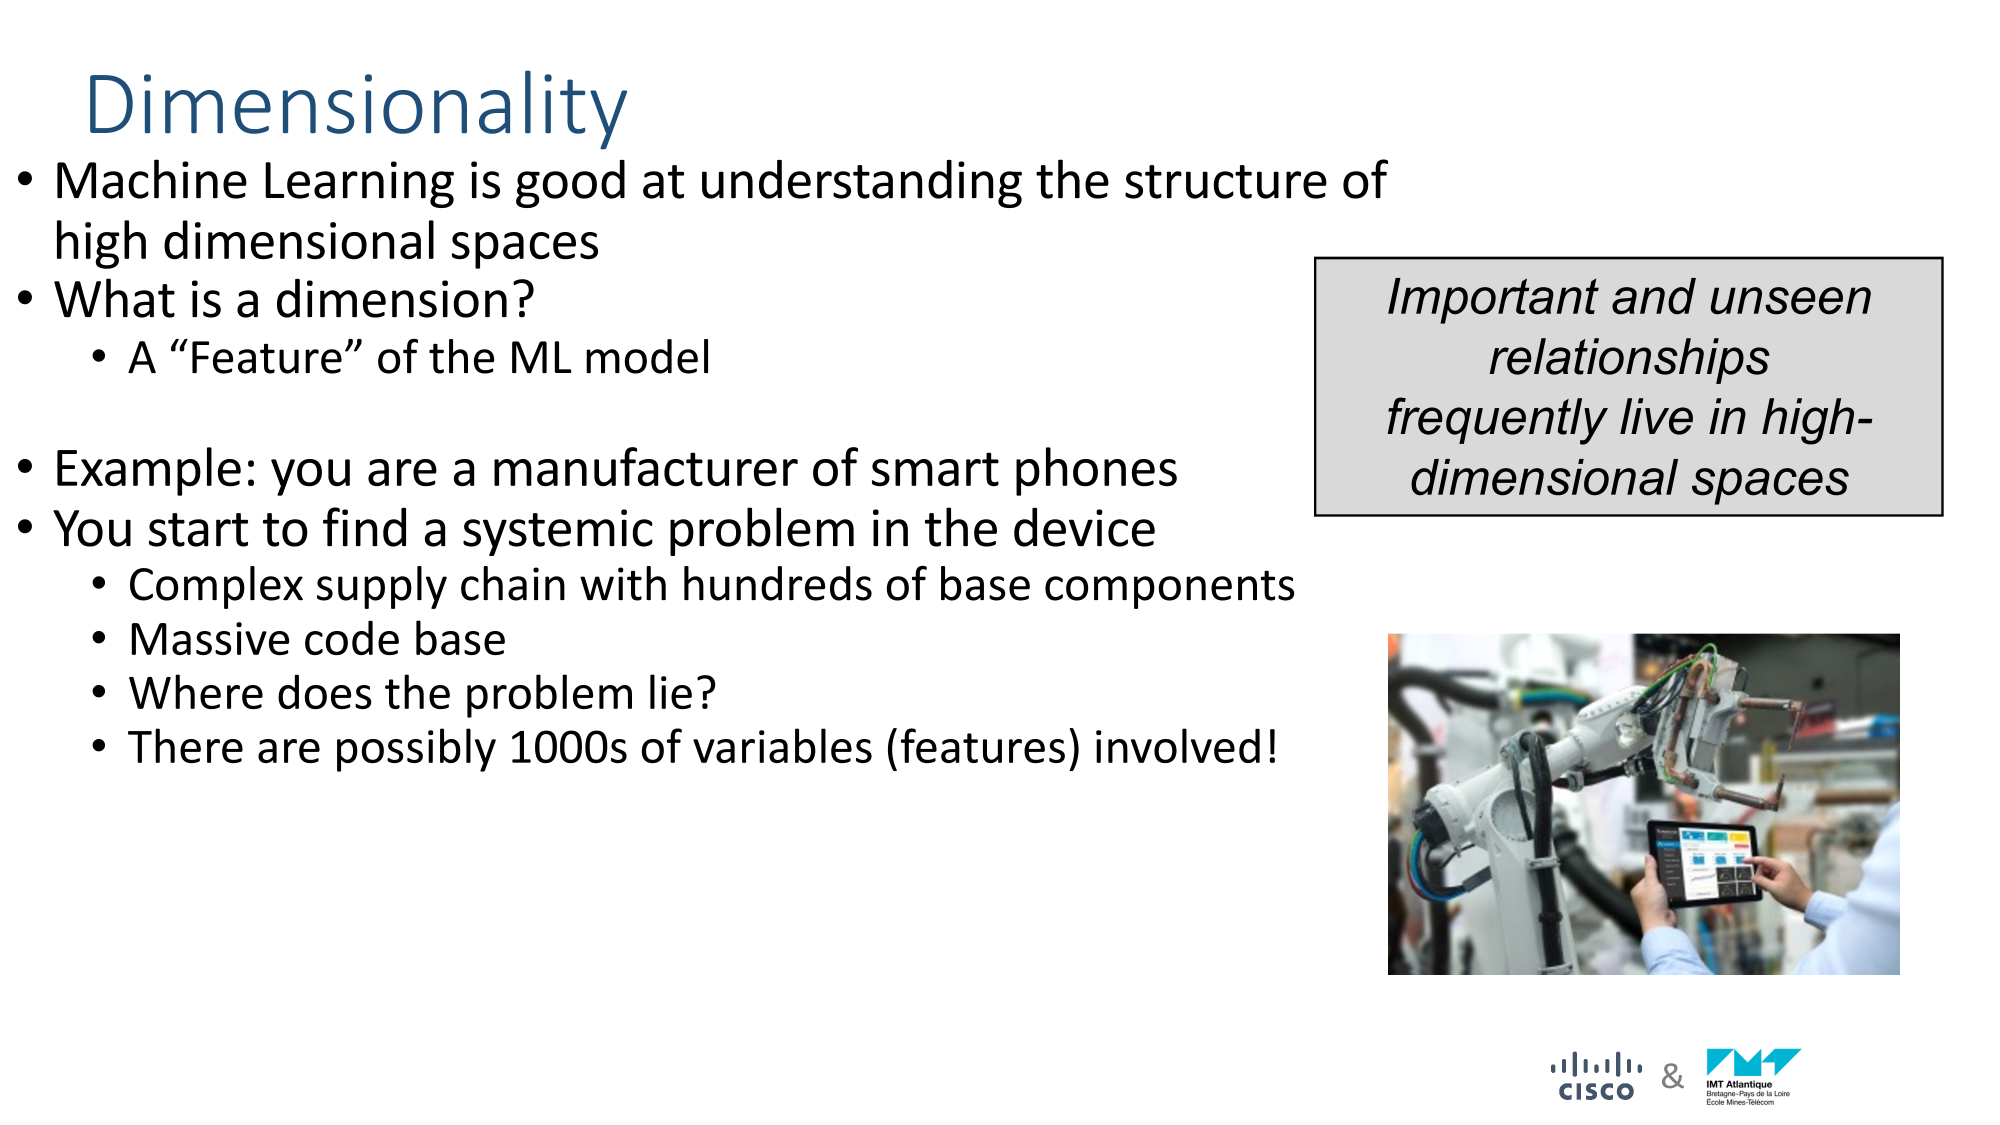 Dimensionality
• Machine Learning is good at understanding the structure of
high dimensional spaces
• What is a dimension?
• A “Feature” of the ML model
• Example: you are a manufacturer of smart phones
• You start to find a systemic problem in the device
• Complex supply chain with hundreds of base components
• Massive code base
• Where does the problem lie?
• There are possibly 1000s of variables (features) involved!
Important and unseen
relationships
frequently live in high-
dimensional spaces
CISCO
&
IMT Atlantique
Bretagne-Pays de la Loire
École Mines-Télécom